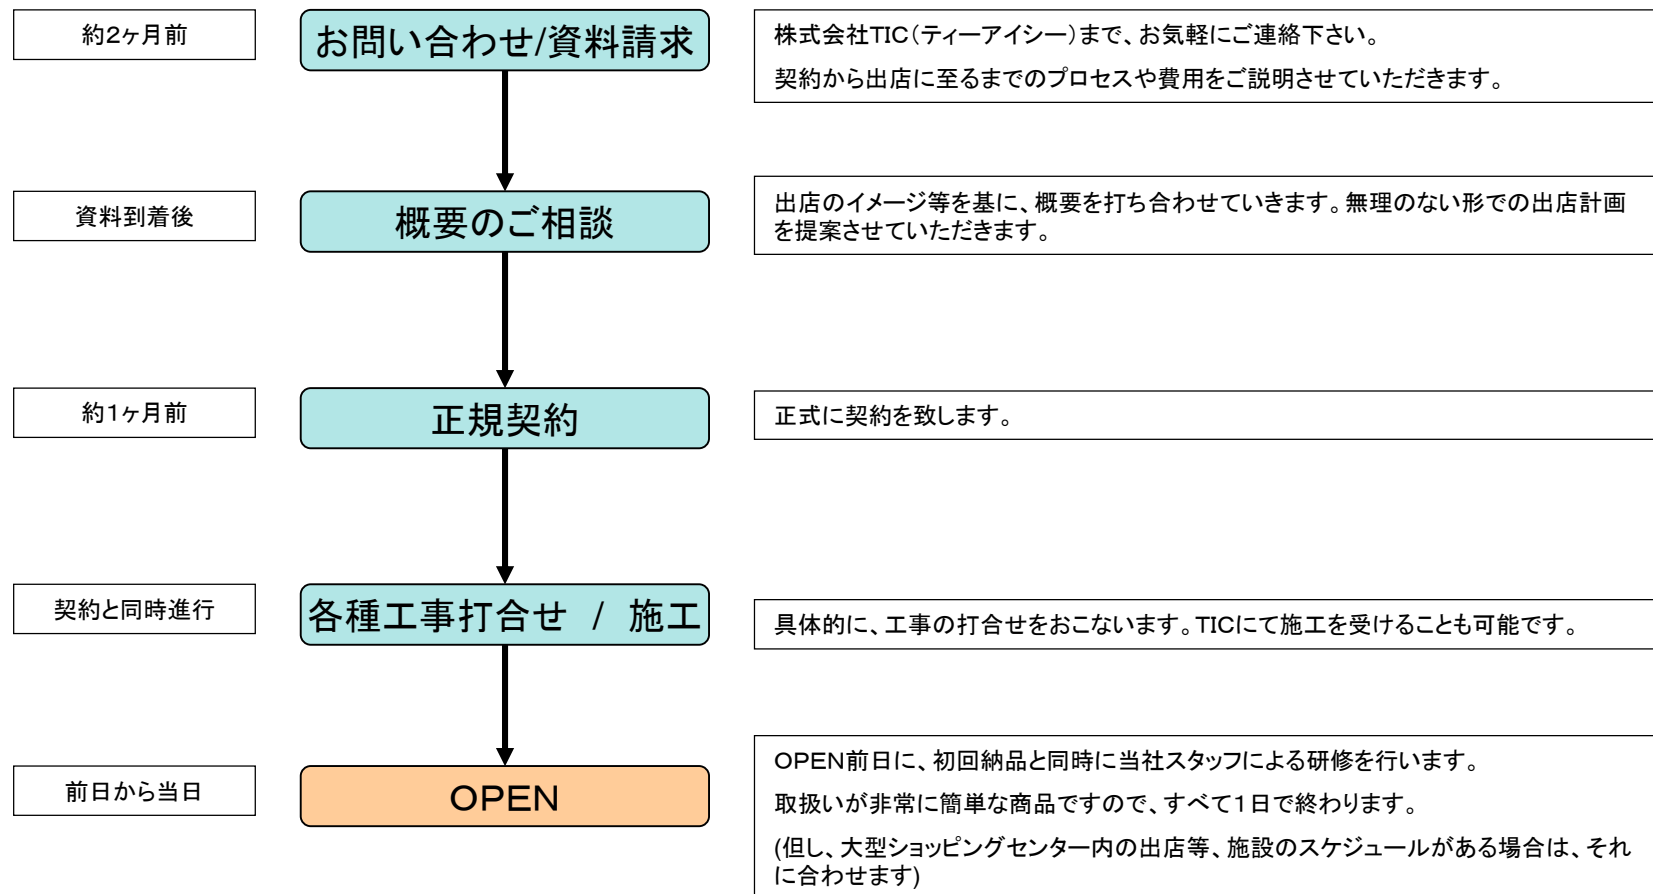 約２ヶ月前
お問い合わせ/資料請求
株式会社TIC（ティーアイシー）まで、お気軽にご連絡下さい。
契約から出店に至るまでのプロセスや費用をご説明させていただきます。
資料到着後
概要のご相談
出店のイメージ等を基に、概要を打ち合わせていきます。無理のない形での出店計画
を提案させていただきます。
約１ヶ月前
正規契約
正式に契約を致します。
契約と同時進行
各種工事打合せ / 施工
具体的に、工事の打合せをおこないます。TICにて施工を受けることも可能です。
前日から当日
OPEN
OPEN前日に、初回納品と同時に当社スタッフによる研修を行います。
取扱いが非常に簡単な商品ですので、すべて１日で終わります。
(但し、大型ショッピングセンター内の出店等、施設のスケジュールがある場合は、それ
に合わせます)